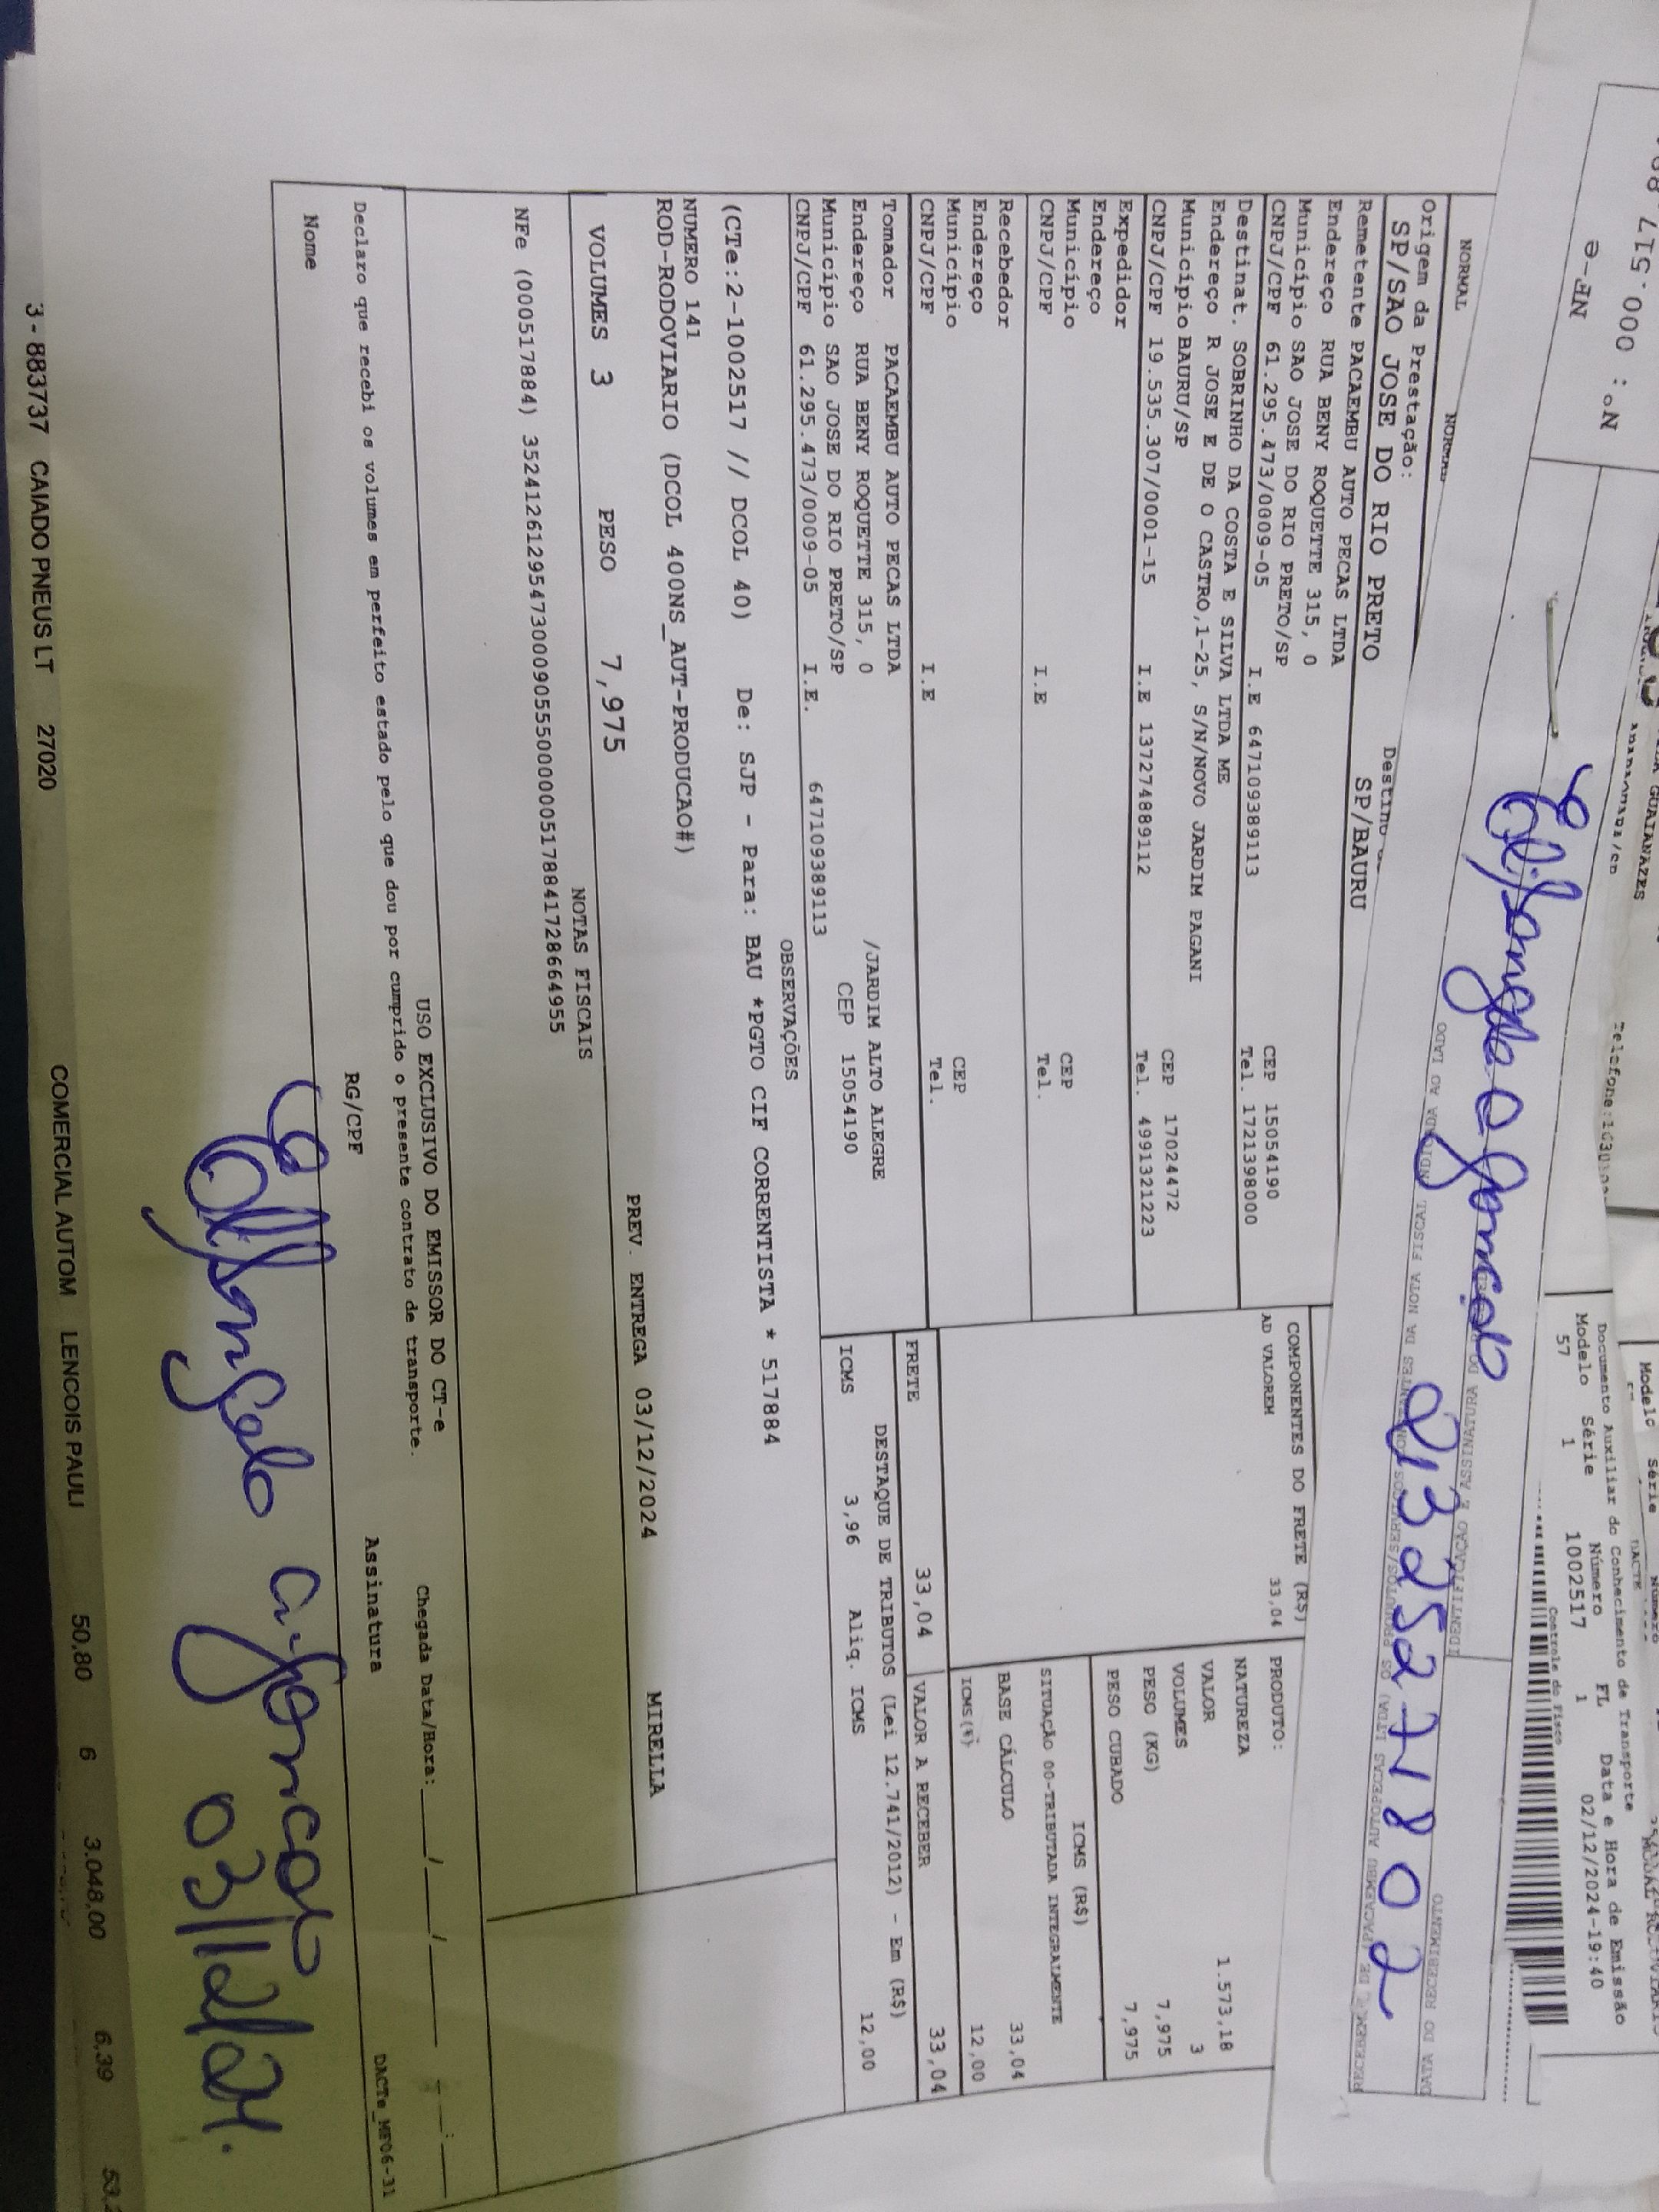 000.517
Nº:
NF-e
GUAIANAZES
Modelo Série
DACTE
Documento Auxiliar do Conhecimento de Transporte
Modelo Série Número FL Data e Hora de Emissão
57 1 1002517 1 02/12/2024-19:40
Controle do Fisco
DATA DO RECEBIMENTO
IDENTIFICAÇÃO E ASSINATURA DO
81325271802
NORMAL
Origem da Prestação:
SP/SAO JOSE DO RIO PRETO SP/BAURU
Remetente PACAEMBU AUTO PECAS LTDA
Endereço RUA BENY ROQUETTE 315, 0
Município SAO JOSE DO RIO PRETO/SP CEP 15054190
CNPJ/CPF 61.295.473/0009-05 I.E 647109389113 Tel. 1721398000
Destinat. SOBRINHO DA COSTA E SILVA LTDA ME
Endereço R JOSE E DE O CASTRO,1-25, S/N/NOVO JARDIM PAGANI
Município BAURU/SP CEP 17024472
CNPJ/CPF 19.535.307/0001-15 I.E 137274889112 Tel. 4991321223
Expedidor
Endereço
Município CEP
CNPJ/CPF I.E Tel.
Recebedor
Endereço
Município CEP
CNPJ/CPF I.E Tel.
Tomador PACAEMBU AUTO PECAS LTDA
Endereço RUA BENY ROQUETTE 315, 0 /JARDIM ALTO ALEGRE
Município SAO JOSE DO RIO PRETO/SP CEP 15054190
CNPJ/CPF 61.295.473/0009-05 I.E. 647109389113
COMPONENTES DO FRETE (R$)
AD VALOREM 33,04
PRODUTO:
NATUREZA
VALOR 1.573,18
VOLUMES 3
PESO (KG) 7,975
PESO CUBADO 7,975
ICMS (R$)
SITUAÇÃO 00-TRIBUTADA INTEGRALMENTE
BASE CÁLCULO 33,04
ICMS(%) 12,00
FRETE 33,04 VALOR A RECEBER 33,04
DESTAQUE DE TRIBUTOS (Lei 12.741/2012) - Em (R$)
ICMS 3,96 Aliq. ICMS 12,00
OBSERVAÇÕES
(CTe:2-1002517 // DCOL 40) De: SJP - Para: BAU *PGTO CIF CORRENTISTA * 517884
NUMERO 141
ROD-RODOVIARIO (DCOL 400NS_AUT-PRODUCAO#)
PREV. ENTREGA 03/12/2024 MIRELLA
VOLUMES 3 PESO 7,975
NOTAS FISCAIS
NFe (000517884) 35241261295473000905550000005178841728664955
USO EXCLUSIVO DO EMISSOR DO CT-e
Declaro que recebi os volumes em perfeito estado pelo que dou por cumprido o presente contrato de transporte.
Chegada Data/Hora: ____/____/____ - __:__
Nome RG/CPF Assinatura DACTe_MF06-31
03/12/24.
3 - 883737 CAIADO PNEUS LT 27020 COMERCIAL AUTOM LENCOIS PAULI 50,80 6 3.048,00 6,39